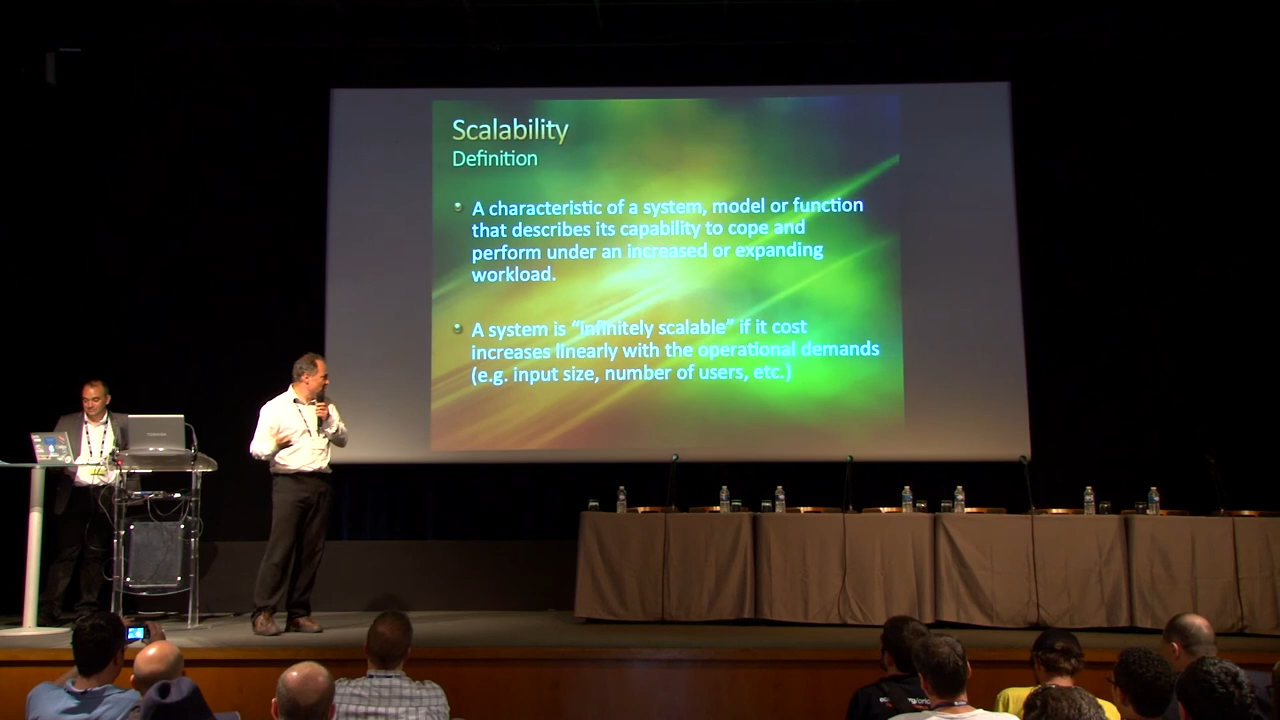 Scalability
Definition
A characteristic of a system, model or function
that describes its capability to cope and
perform under an increased or expanding
workload.
A system is “infinitely scalable” if it cost
increases linearly with the operational demands
(e.g. input size, number of users, etc.)
TOSHIBA